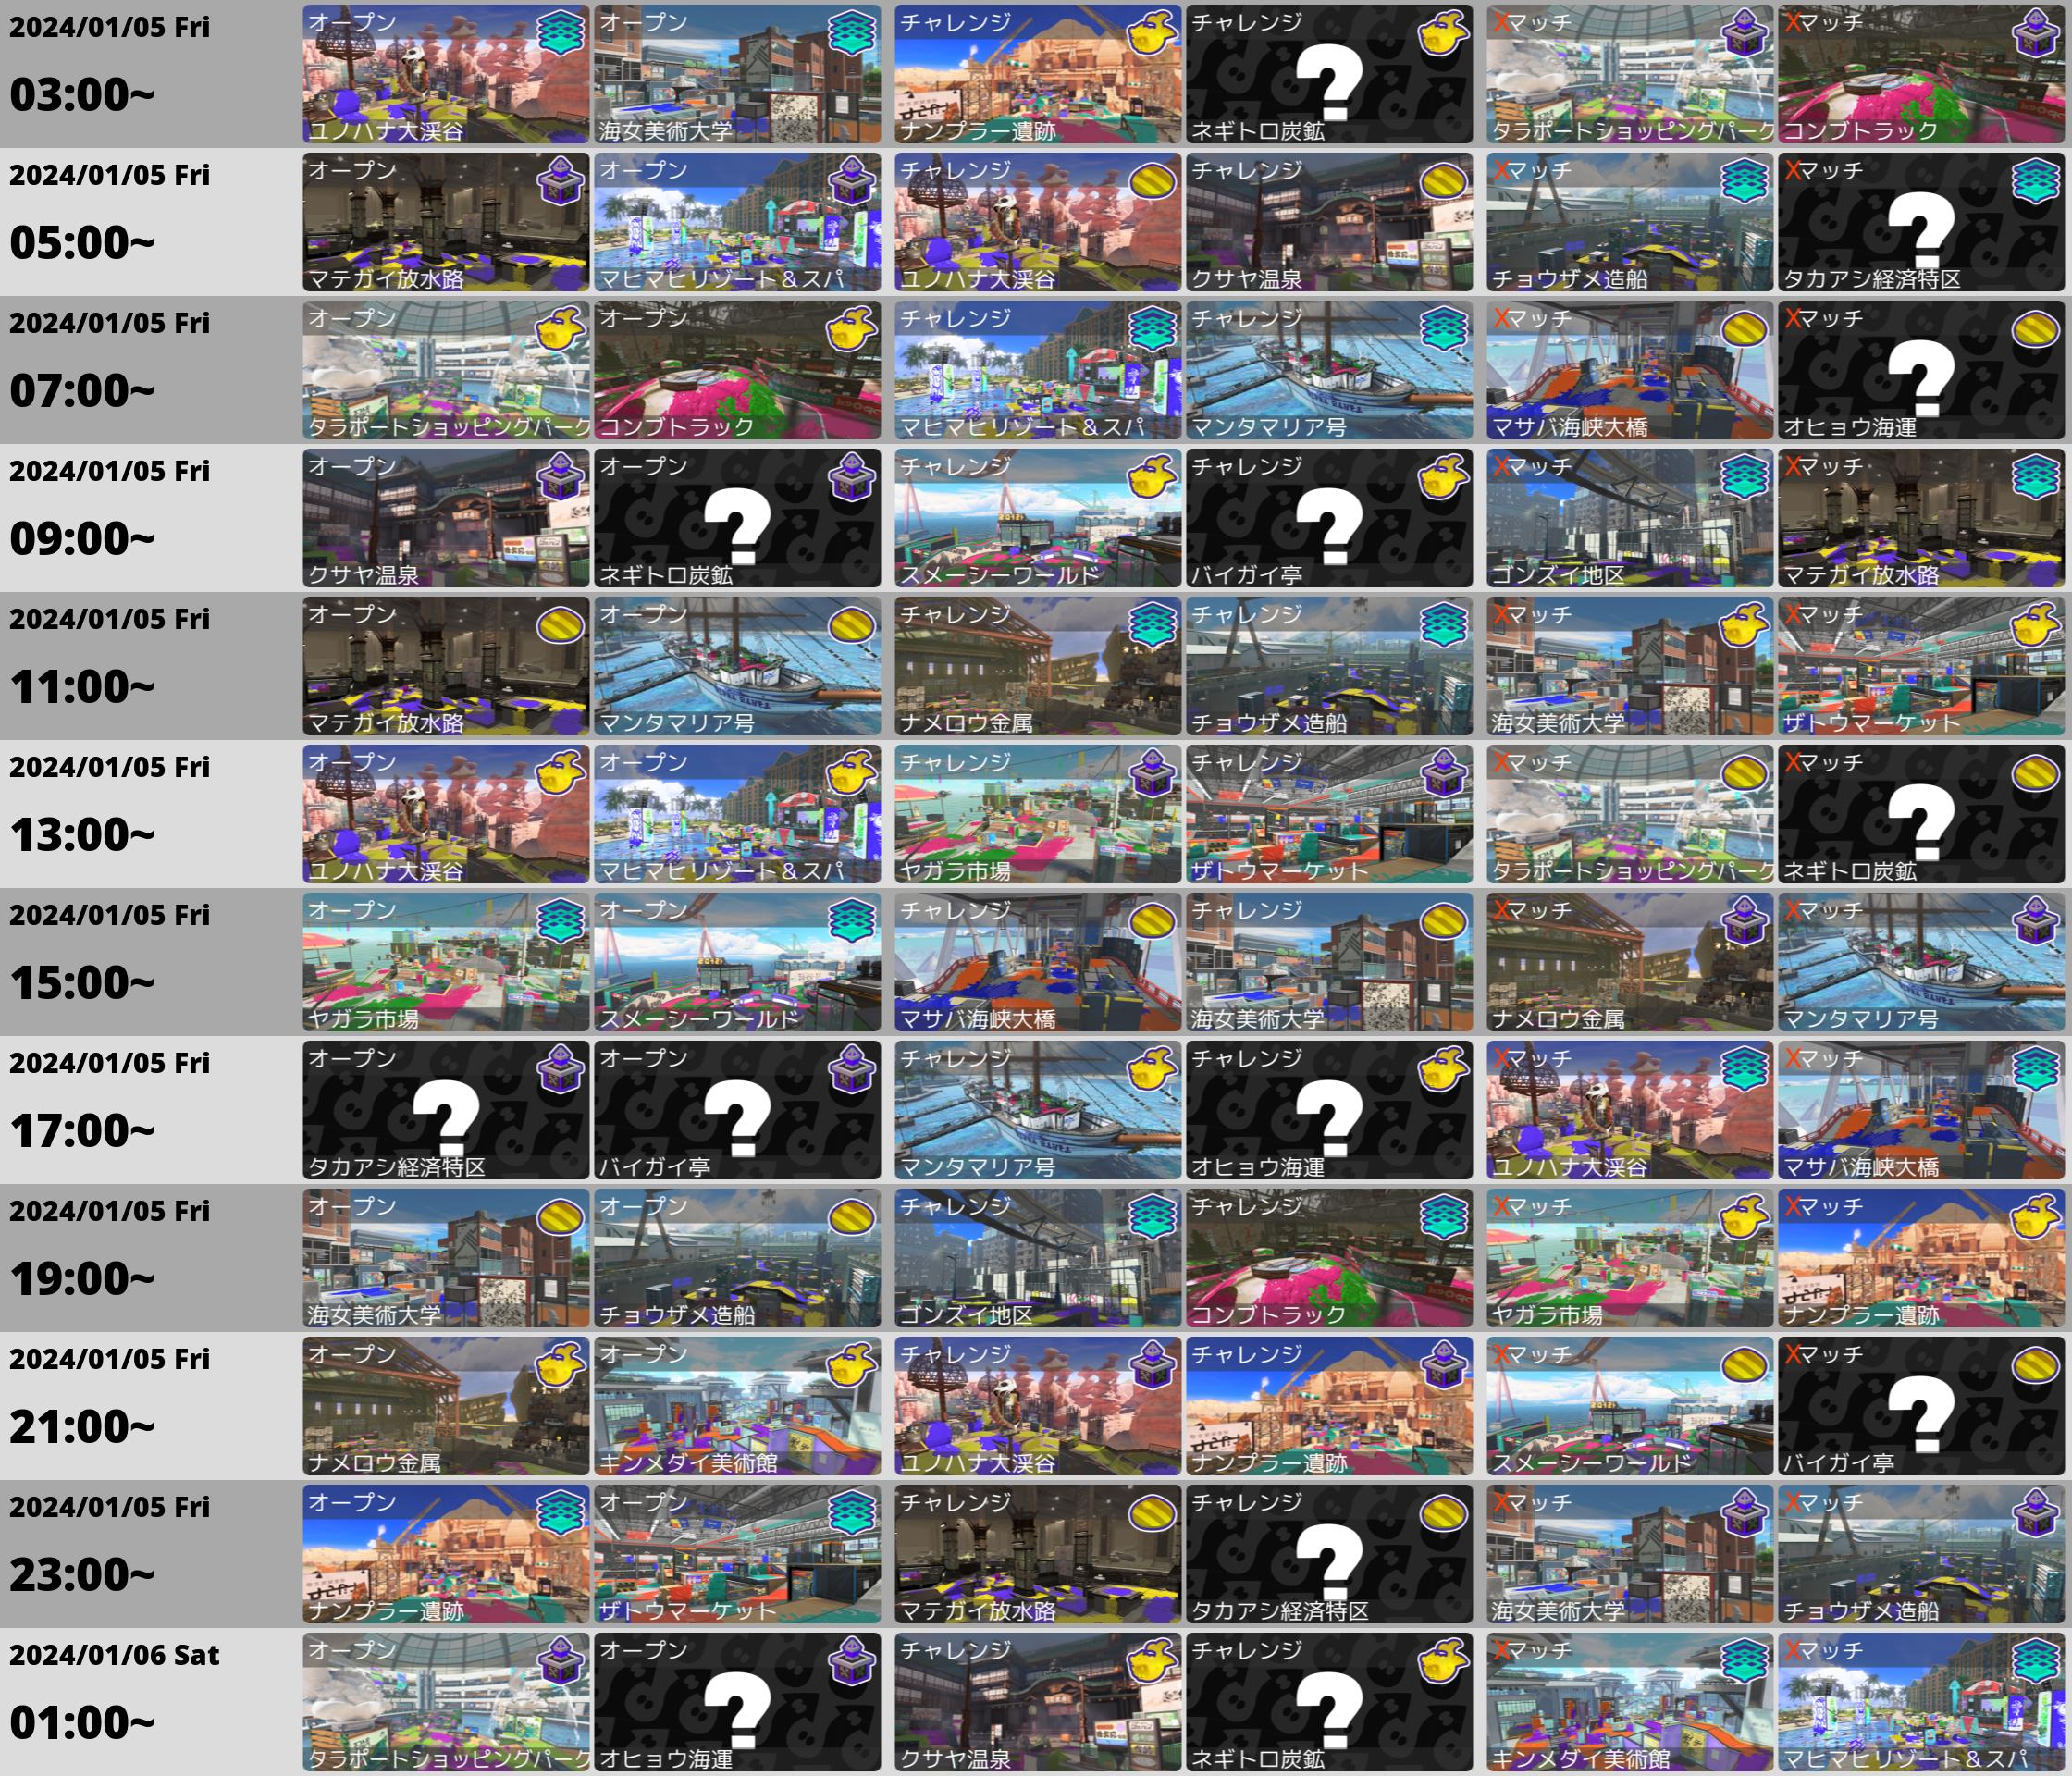 2024/01/05 Fri
03:00~
オープン
ユノハナ大渓谷
オープン
海女美術大学
チャレンジ
ナンプラー遺跡
チャレンジ
ネギトロ炭鉱
Xマッチ
タラポートショッピングパーク
Xマッチ
コンブトラック
2024/01/05 Fri
05:00~
オープン
マテガイ放水路
オープン
マヒマヒリゾート&スパ
チャレンジ
ユノハナ大渓谷
チャレンジ
クサヤ温泉
Xマッチ
チョウザメ造船
Xマッチ
タカアシ経済特区
2024/01/05 Fri
07:00~
オープン
タラポートショッピングパーク
オープン
コンブトラック
チャレンジ
マヒマヒリゾート&スパ
チャレンジ
マンタマリア号
Xマッチ
マサバ海峡大橋
Xマッチ
オヒョウ海運
2024/01/05 Fri
09:00~
オープン
クサヤ温泉
オープン
ネギトロ炭鉱
チャレンジ
スメーシーワールド
チャレンジ
バイガイ亭
Xマッチ
ゴンズイ地区
Xマッチ
マテガイ放水路
2024/01/05 Fri
11:00~
オープン
マテガイ放水路
オープン
マンタマリア号
チャレンジ
ナメロウ金属
チャレンジ
チョウザメ造船
Xマッチ
海女美術大学
Xマッチ
ザトウマーケット
2024/01/05 Fri
13:00~
オープン
ユノハナ大渓谷
オープン
マヒマヒリゾート&スパ
チャレンジ
ヤガラ市場
チャレンジ
ザトウマーケット
Xマッチ
タラポートショッピングパーク
Xマッチ
ネギトロ炭鉱
2024/01/05 Fri
15:00~
オープン
ヤガラ市場
オープン
スメーシーワールド
チャレンジ
マサバ海峡大橋
チャレンジ
海女美術大学
Xマッチ
ナメロウ金属
Xマッチ
マンタマリア号
2024/01/05 Fri
17:00~
オープン
タカアシ経済特区
オープン
バイガイ亭
チャレンジ
マンタマリア号
チャレンジ
オヒョウ海運
Xマッチ
ユノハナ大渓谷
Xマッチ
マサバ海峡大橋
2024/01/05 Fri
19:00~
オープン
海女美術大学
オープン
チョウザメ造船
チャレンジ
ゴンズイ地区
チャレンジ
コンブトラック
Xマッチ
ヤガラ市場
Xマッチ
ナンプラー遺跡
2024/01/05 Fri
21:00~
オープン
ナメロウ金属
オープン
キンメダイ美術館
チャレンジ
ユノハナ大渓谷
チャレンジ
ナンプラー遺跡
Xマッチ
スメーシーワールド
Xマッチ
バイガイ亭
2024/01/05 Fri
23:00~
オープン
ナンプラー遺跡
オープン
ザトウマーケット
チャレンジ
マテガイ放水路
チャレンジ
タカアシ経済特区
Xマッチ
海女美術大学
Xマッチ
チョウザメ造船
2024/01/06 Sat
01:00~
オープン
タラポートショッピングパーク
オープン
オヒョウ海運
チャレンジ
クサヤ温泉
チャレンジ
ネギトロ炭鉱
Xマッチ
キンメダイ美術館
Xマッチ
マヒマヒリゾート&スパ